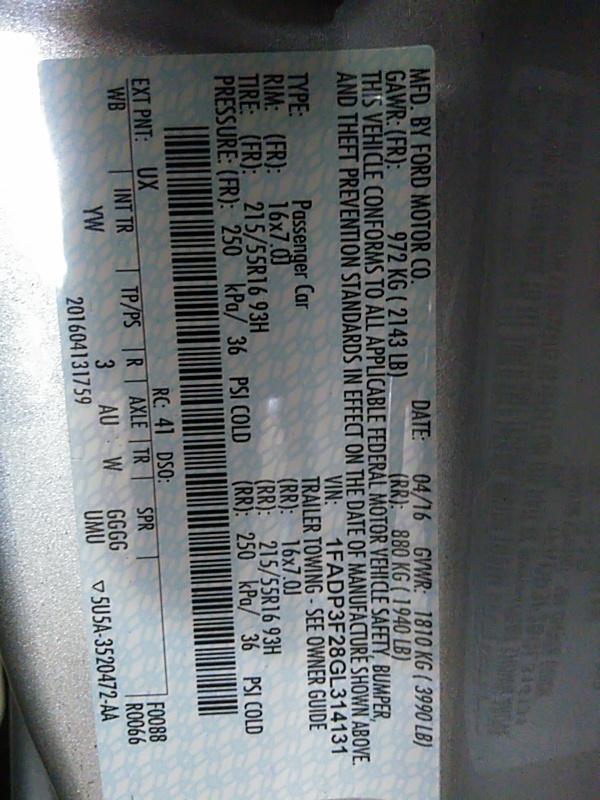 MFD. BY FORD MOTOR CO. DATE: 04/16 GVWR: 1810 KG ( 3990 LB)
GAWR: (FR): 972 KG ( 2143 LB) (RR): 880 KG ( 1940 LB)
THIS VEHICLE CONFORMS TO ALL APPLICABLE FEDERAL MOTOR VEHICLE SAFETY, BUMPER,
AND THEFT PREVENTION STANDARDS IN EFFECT ON THE DATE OF MANUFACTURE SHOWN ABOVE.
VIN: 1FADP3F28GL314131
TYPE: Passenger Car TRAILER TOWING - SEE OWNER GUIDE
RIM: (FR): 16x7.0J (RR): 16x7.0J
TIRE: (FR): 215/55R16 93H (RR): 215/55R16 93H
PRESSURE: (FR): 250 kPa/ 36 PSI COLD (RR): 250 kPa/ 36 PSI COLD
RC: 41 DSO: F0088
EXT PNT: UX R0066
WB INT TR TP/PS R AXLE TR SPR
YW 3 AU W GGGG
UMU
201604131759 ▽5U5A-3520472-AA